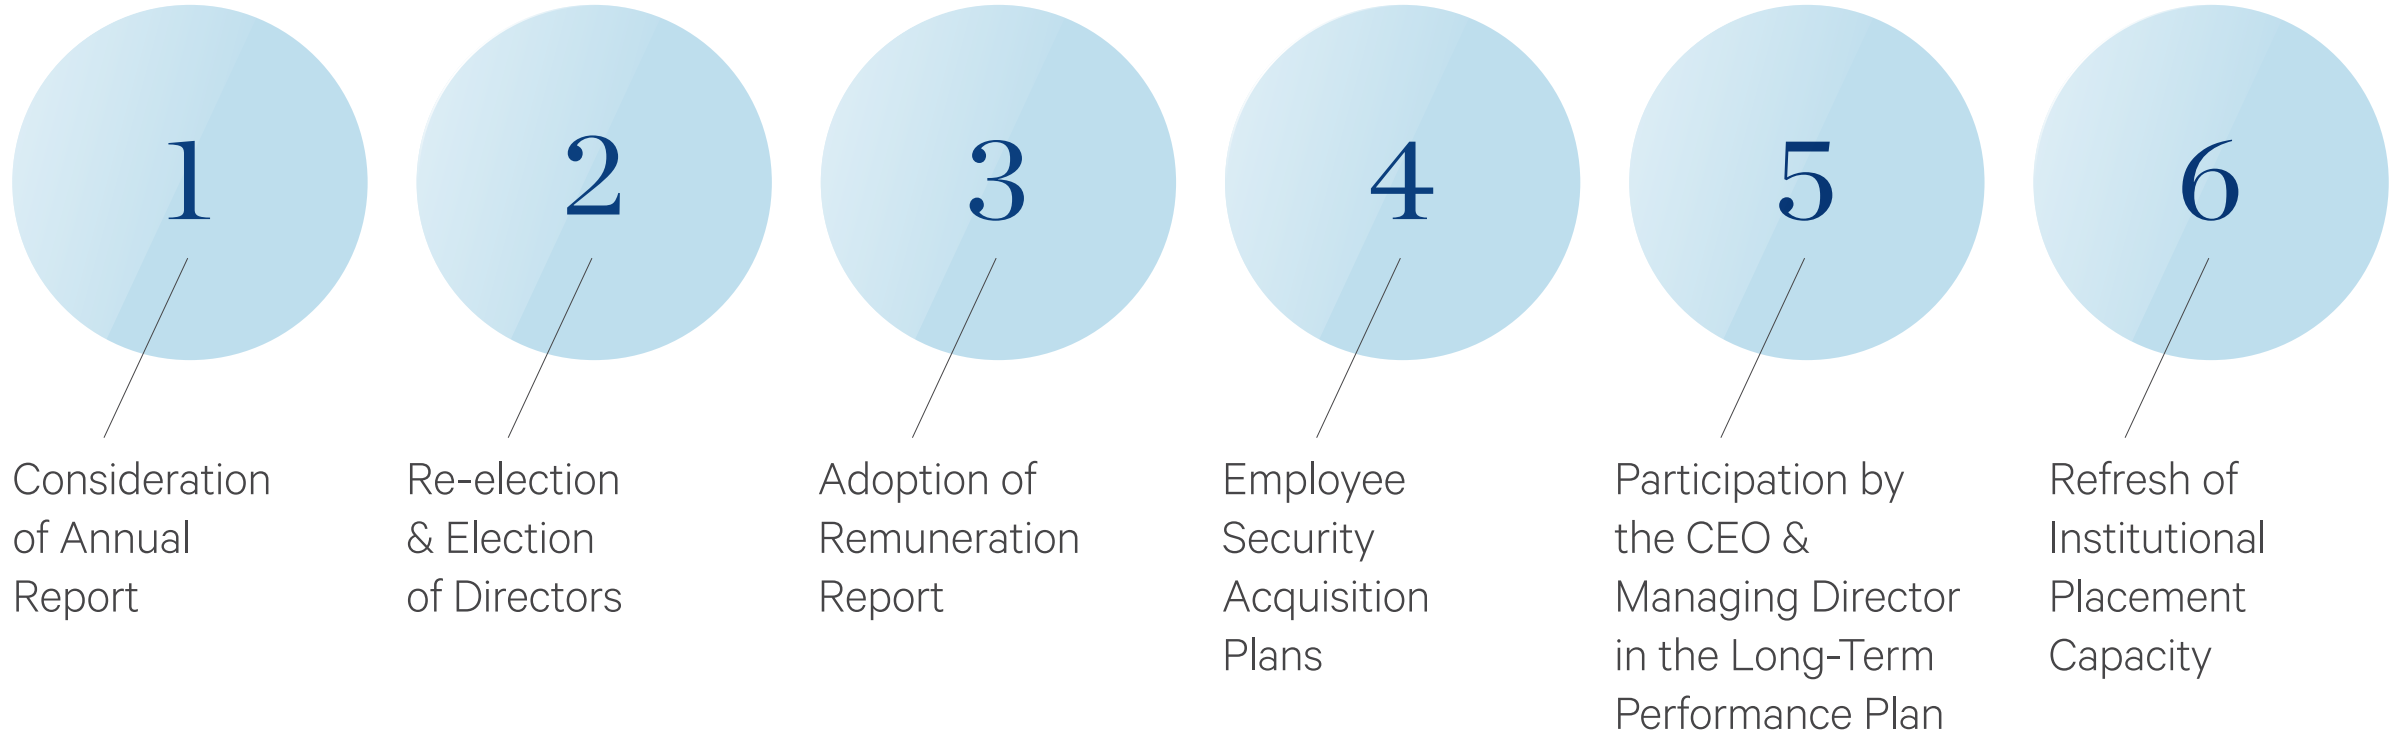 1
Consideration
of Annual
Report
2
Re-election
& Election
of Directors
3
Adoption of
Remuneration
Report
4
Employee
Security
Acquisition
Plans
5
Participation by
the CEO &
Managing Director
in the Long-Term
Performance Plan
6
Refresh of
Institutional
Placement
Capacity